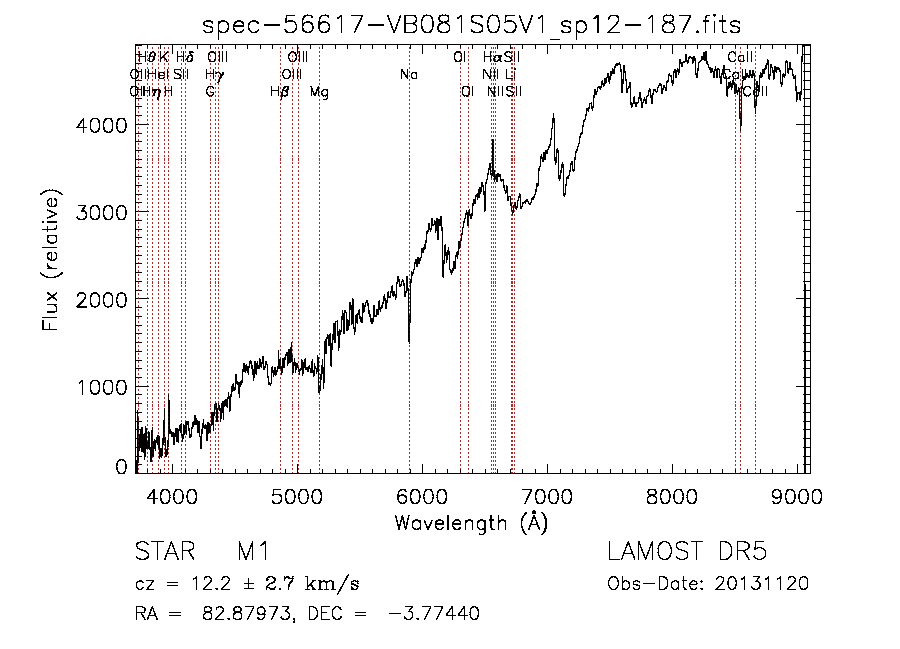 spec-56617-VB081S05V1_sp12-187.fits
Hθ K Hδ OIII OIII OI Hα SII CaII
OII HeI SII Hγ OIII Na NII Li CaII
OII Hη H G Hβ Mg OI NII SII CaII
4000
3000
2000
1000
0
Flux (relative)
4000 5000 6000 7000 8000 9000
Wavelength (Å)
STAR M1 LAMOST DR5
cz = 12.2 ± 2.7 km/s Obs-Date: 20131120
RA = 82.87973, DEC = -3.77440